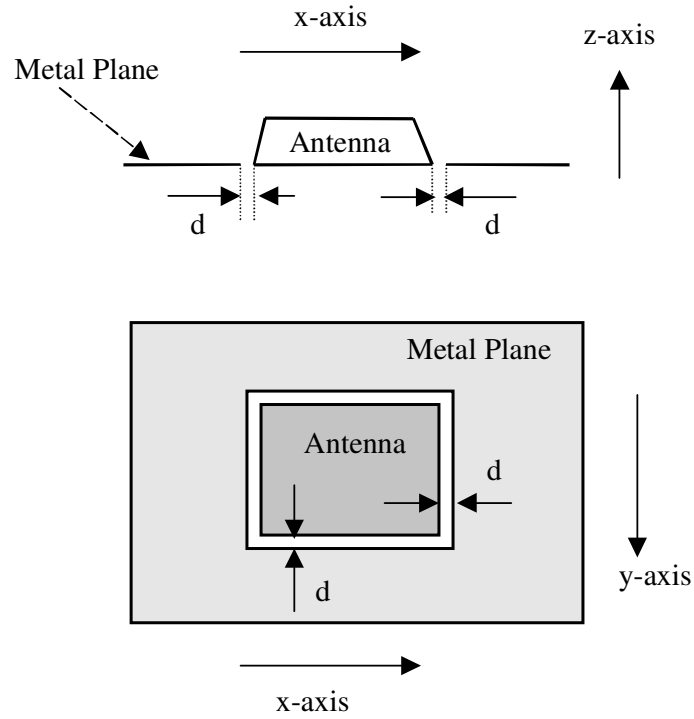 x-axis
z-axis
Metal Plane
Antenna
d
d
Metal Plane
Antenna
d
d
y-axis
x-axis